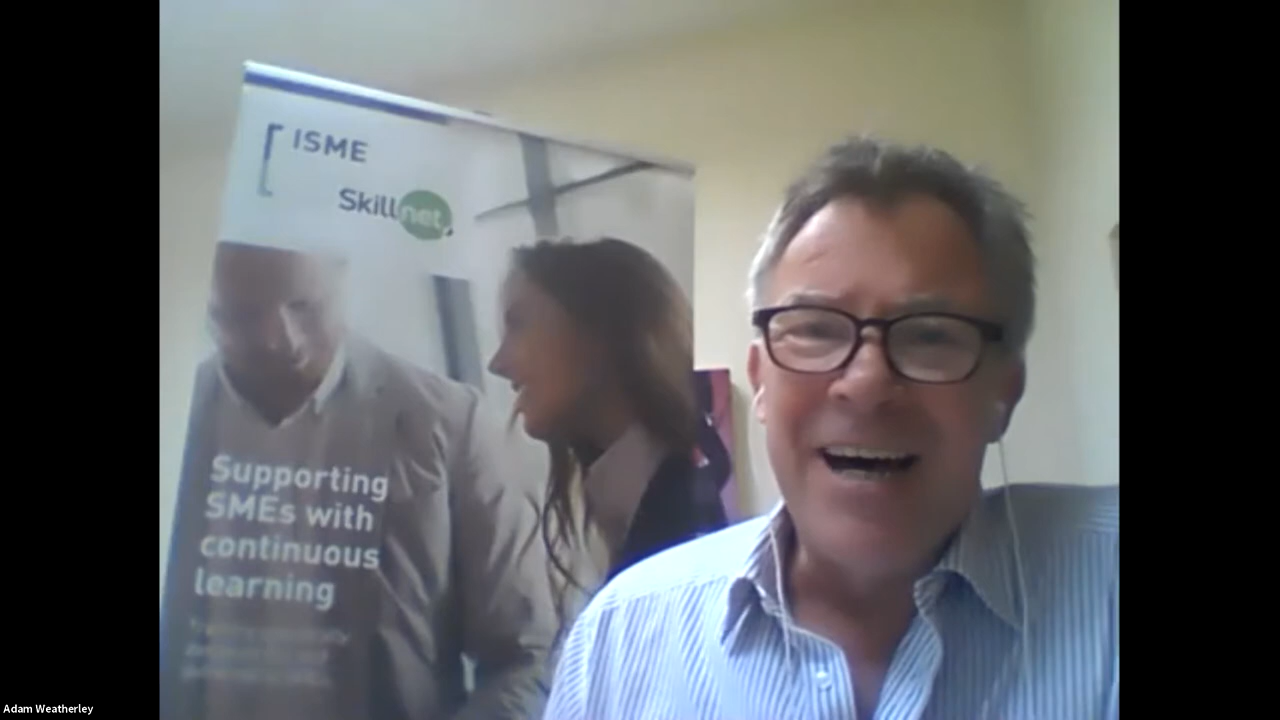 ISME
Skillnet
Supporting
SMEs with
continuous
learning
Adam Weatherley